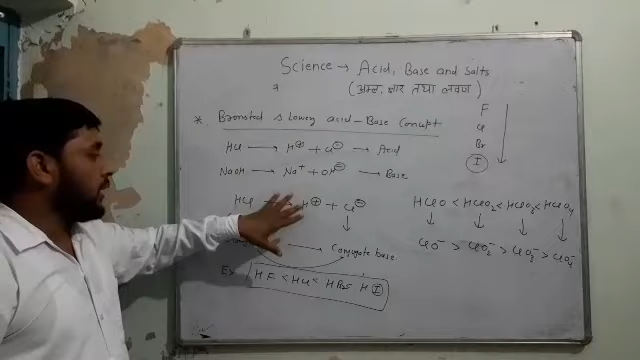 Science → Acid, Base and Salts
(अम्ल, क्षार तथा लवण)
* Bronsted & Lowry acid-Base Concept
HCl → H⊕ + Cl⊖ → Acid
NaOH → Na⁺ + OH⊖ → Base
HCl → H⊕ + Cl⊖
↓
→ Conjugate base
Ex HF < HCl < HBr < HI
F
Cl
Br
I
HClO < HClO₂ < HClO₃ < HClO₄
↓ ↓ ↓ ↓
ClO⁻ > ClO₂⁻ > ClO₃⁻ > ClO₄⁻